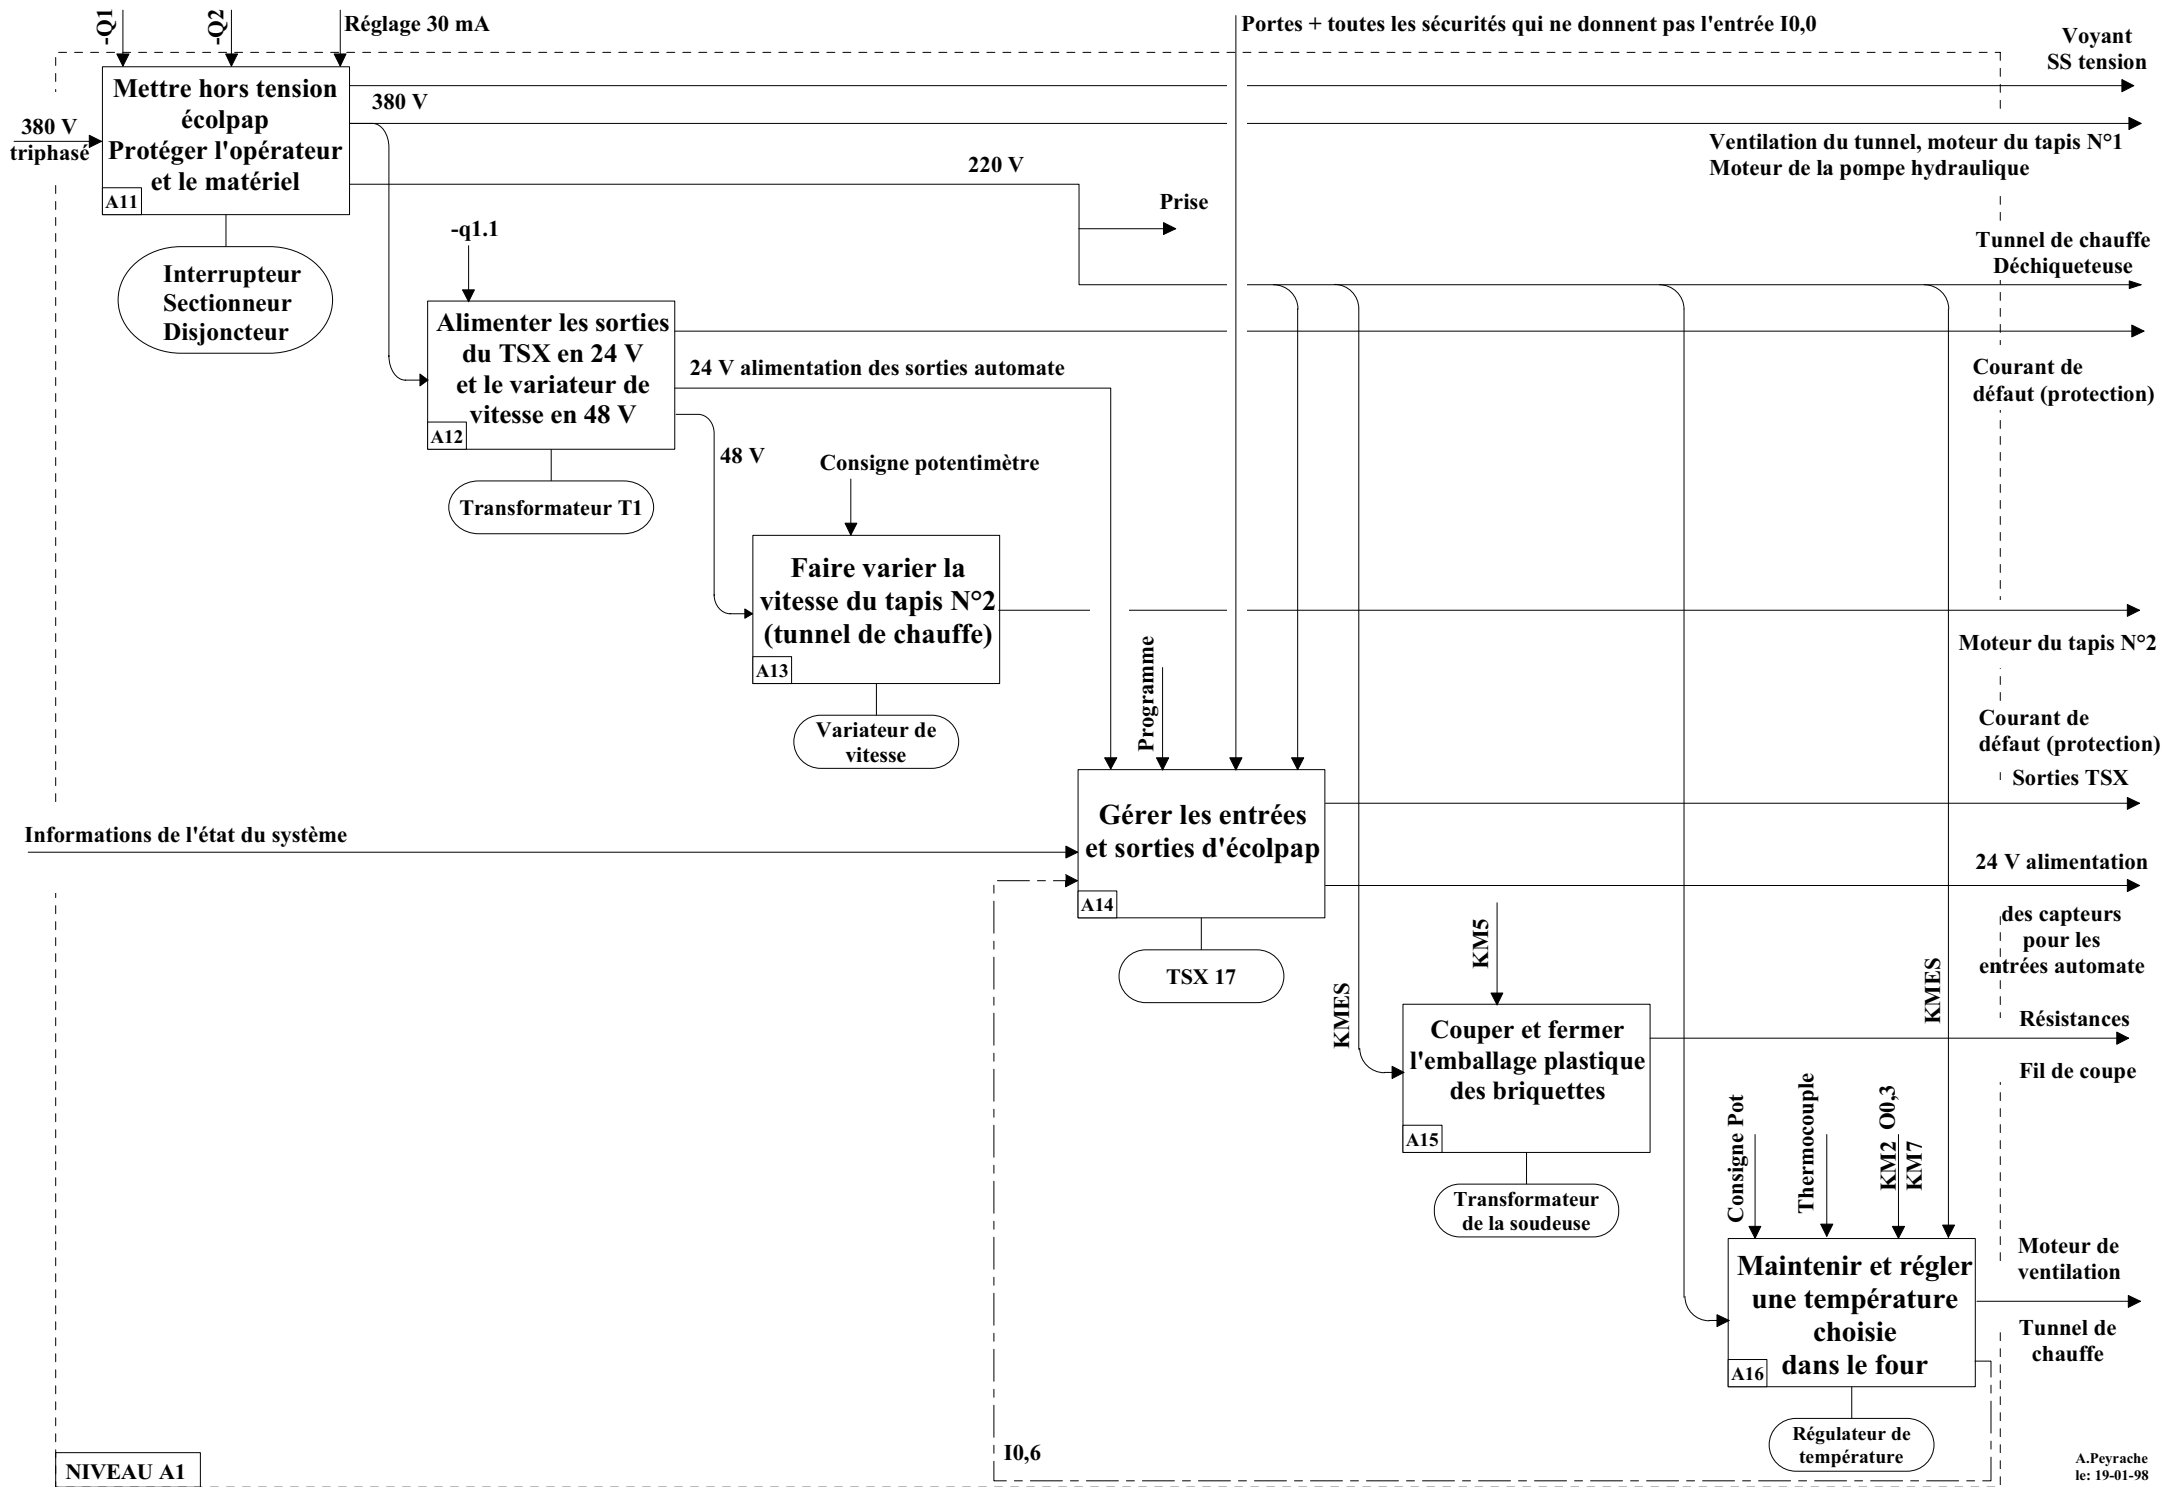 -Q1
-Q2
Réglage 30 mA
Portes + toutes les sécurités qui ne donnent pas l'entrée I0,0
Voyant
SS tension
Mettre hors tension
écolpap
Protéger l'opérateur
et le matériel
A11
380 V
triphasé
380 V
Ventilation du tunnel, moteur du tapis N°1
Moteur de la pompe hydraulique
220 V
Prise
Interrupteur
Sectionneur
Disjoncteur
-q1.1
Tunnel de chauffe
Déchiqueteuse
Alimenter les sorties
du TSX en 24 V
et le variateur de
vitesse en 48 V
A12
24 V alimentation des sorties automate
Courant de
défaut (protection)
48 V
Consigne potentimètre
Transformateur T1
Faire varier la
vitesse du tapis N°2
(tunnel de chauffe)
A13
Moteur du tapis N°2
Variateur de
vitesse
Programme
Courant de
défaut (protection)
Sorties TSX
Informations de l'état du système
Gérer les entrées
et sorties d'écolpap
A14
24 V alimentation
des capteurs
pour les
entrées automate
TSX 17
KM5
KMES
KMES
Couper et fermer
l'emballage plastique
des briquettes
A15
Résistances
Fil de coupe
Transformateur
de la soudeuse
Consigne Pot
Thermocouple
KM2 O0,3
KM7
Maintenir et régler
une température
choisie
dans le four
A16
Moteur de
ventilation
Tunnel de
chauffe
Régulateur de
température
I0,6
NIVEAU A1
A.Peyrache
le: 19-01-98